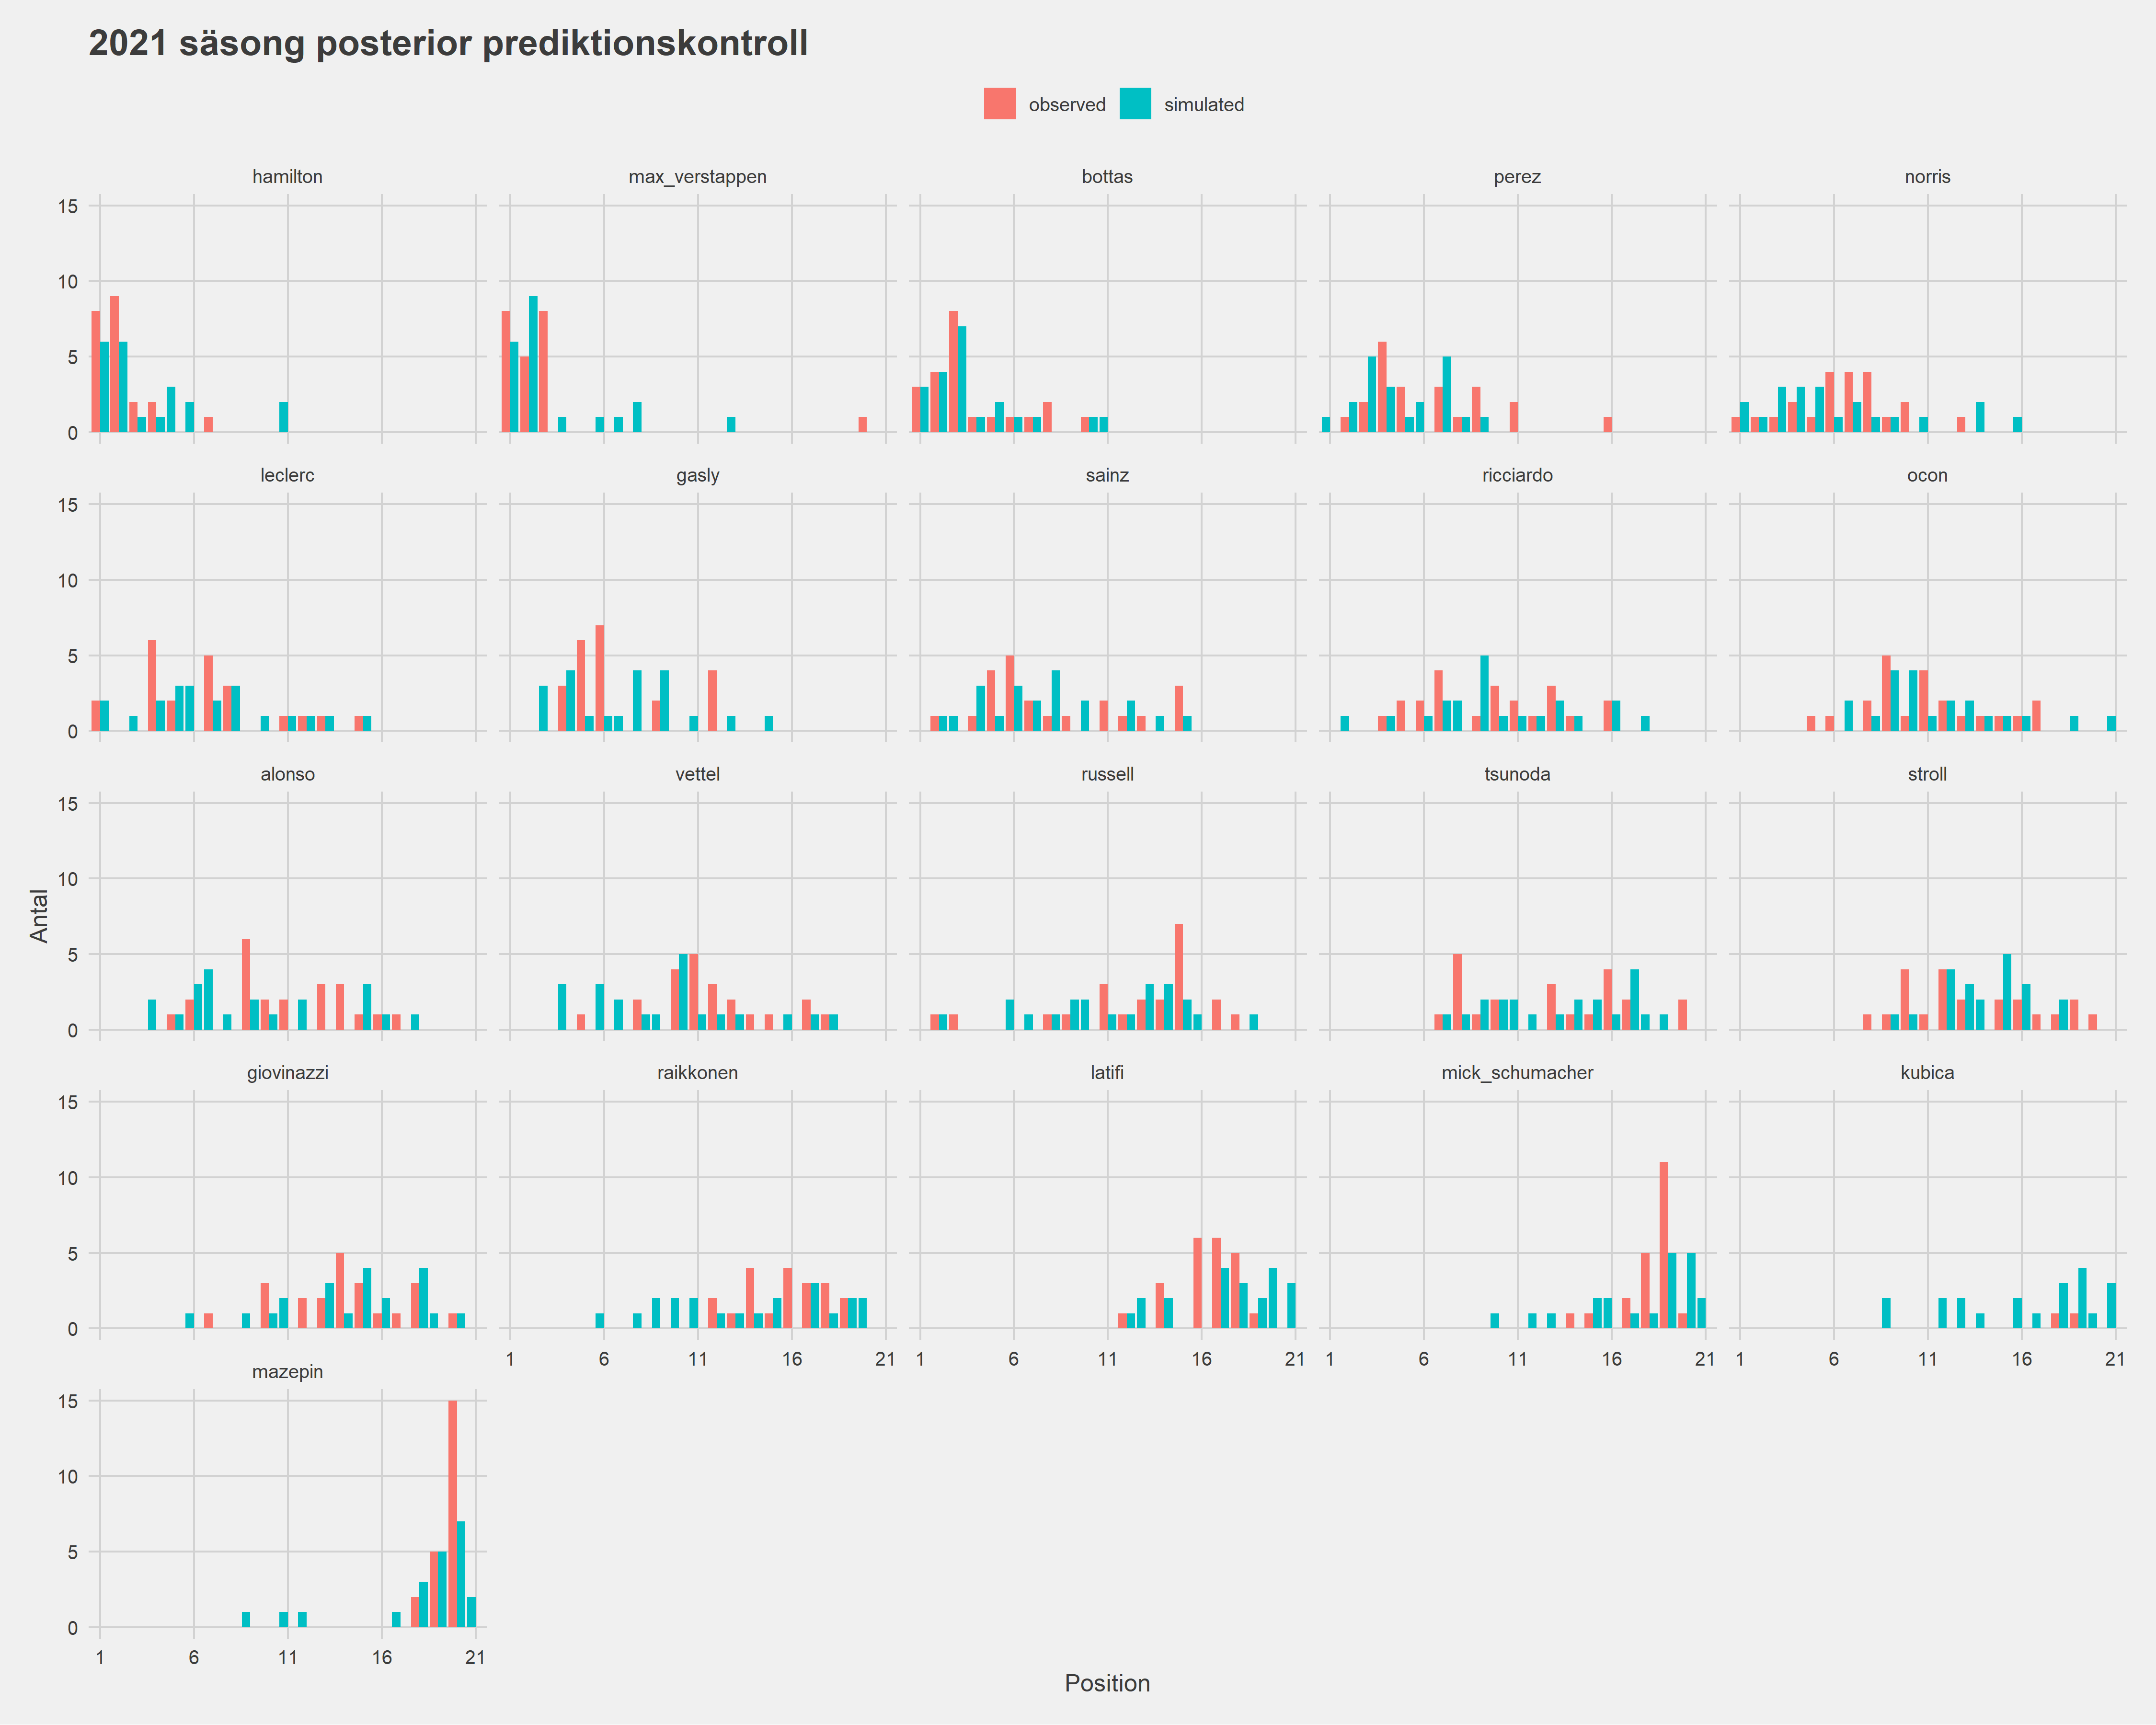 2021 säsong posterior prediktionskontroll
observed simulated
hamilton max_verstappen bottas perez norris
15
10
5
0
leclerc gasly sainz ricciardo ocon
15
10
5
0
alonso vettel russell tsunoda stroll
15
10
5
0
Antal
giovinazzi raikkonen latifi mick_schumacher kubica
15
10
5
0
1 6 11 16 21 1 6 11 16 21 1 6 11 16 21 1 6 11 16 21
mazepin
15
10
5
0
1 6 11 16 21
Position